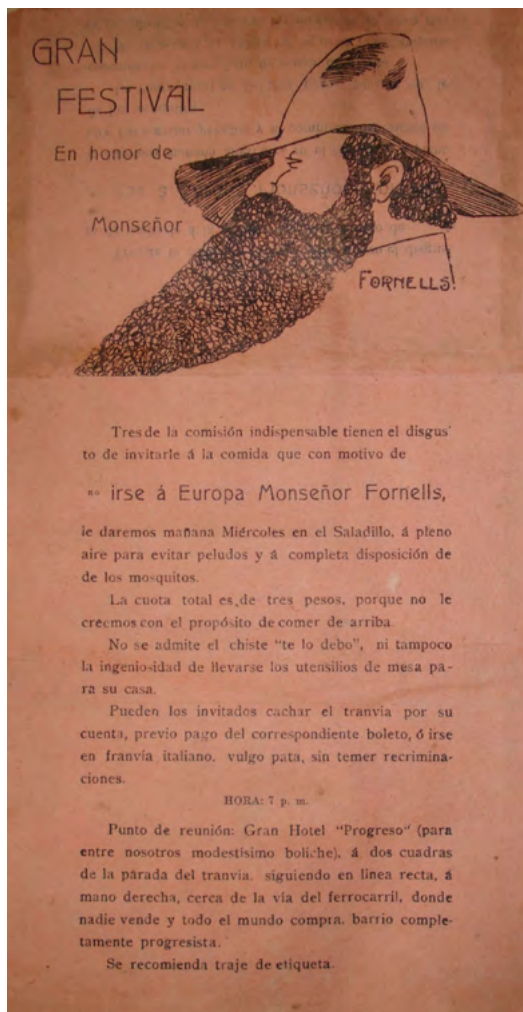 GRAN
FESTIVAL
En honor de
Monseñor
FORNELLS!
Tres de la comisión indispensable tienen el disgus'
to de invitarle á la comida que con motivo de
no irse á Europa Monseñor Fornells,
le daremos mañana Miércoles en el Saladillo, á pleno
aire para evitar peludos y á completa disposición de
de los mosquitos.
La cuota total es de tres pesos, porque no le
creemos con el propósito de comer de arriba.
No se admite el chiste "te lo debo", ni tampoco
la ingeniosidad de llevarse los utensilios de mesa pa-
ra su casa.
Pueden los invitados cachar el tranvia por su
cuenta, previo pago del correspondiente boleto, ó irse
en franvía italiano, vulgo pata, sin temer recrimina-
ciones.
HORA: 7 p. m.
Punto de reunión: Gran Hotel "Progreso" (para
entre nosotros modestísimo boliche), á dos cuadras
de la parada del tranvia, siguiendo en linea recta, á
mano derecha, cerca de la vía del ferrocarril, donde
nadie vende y todo el mundo compra, barrio comple-
tamente progresista.
Se recomienda traje de etiqueta.